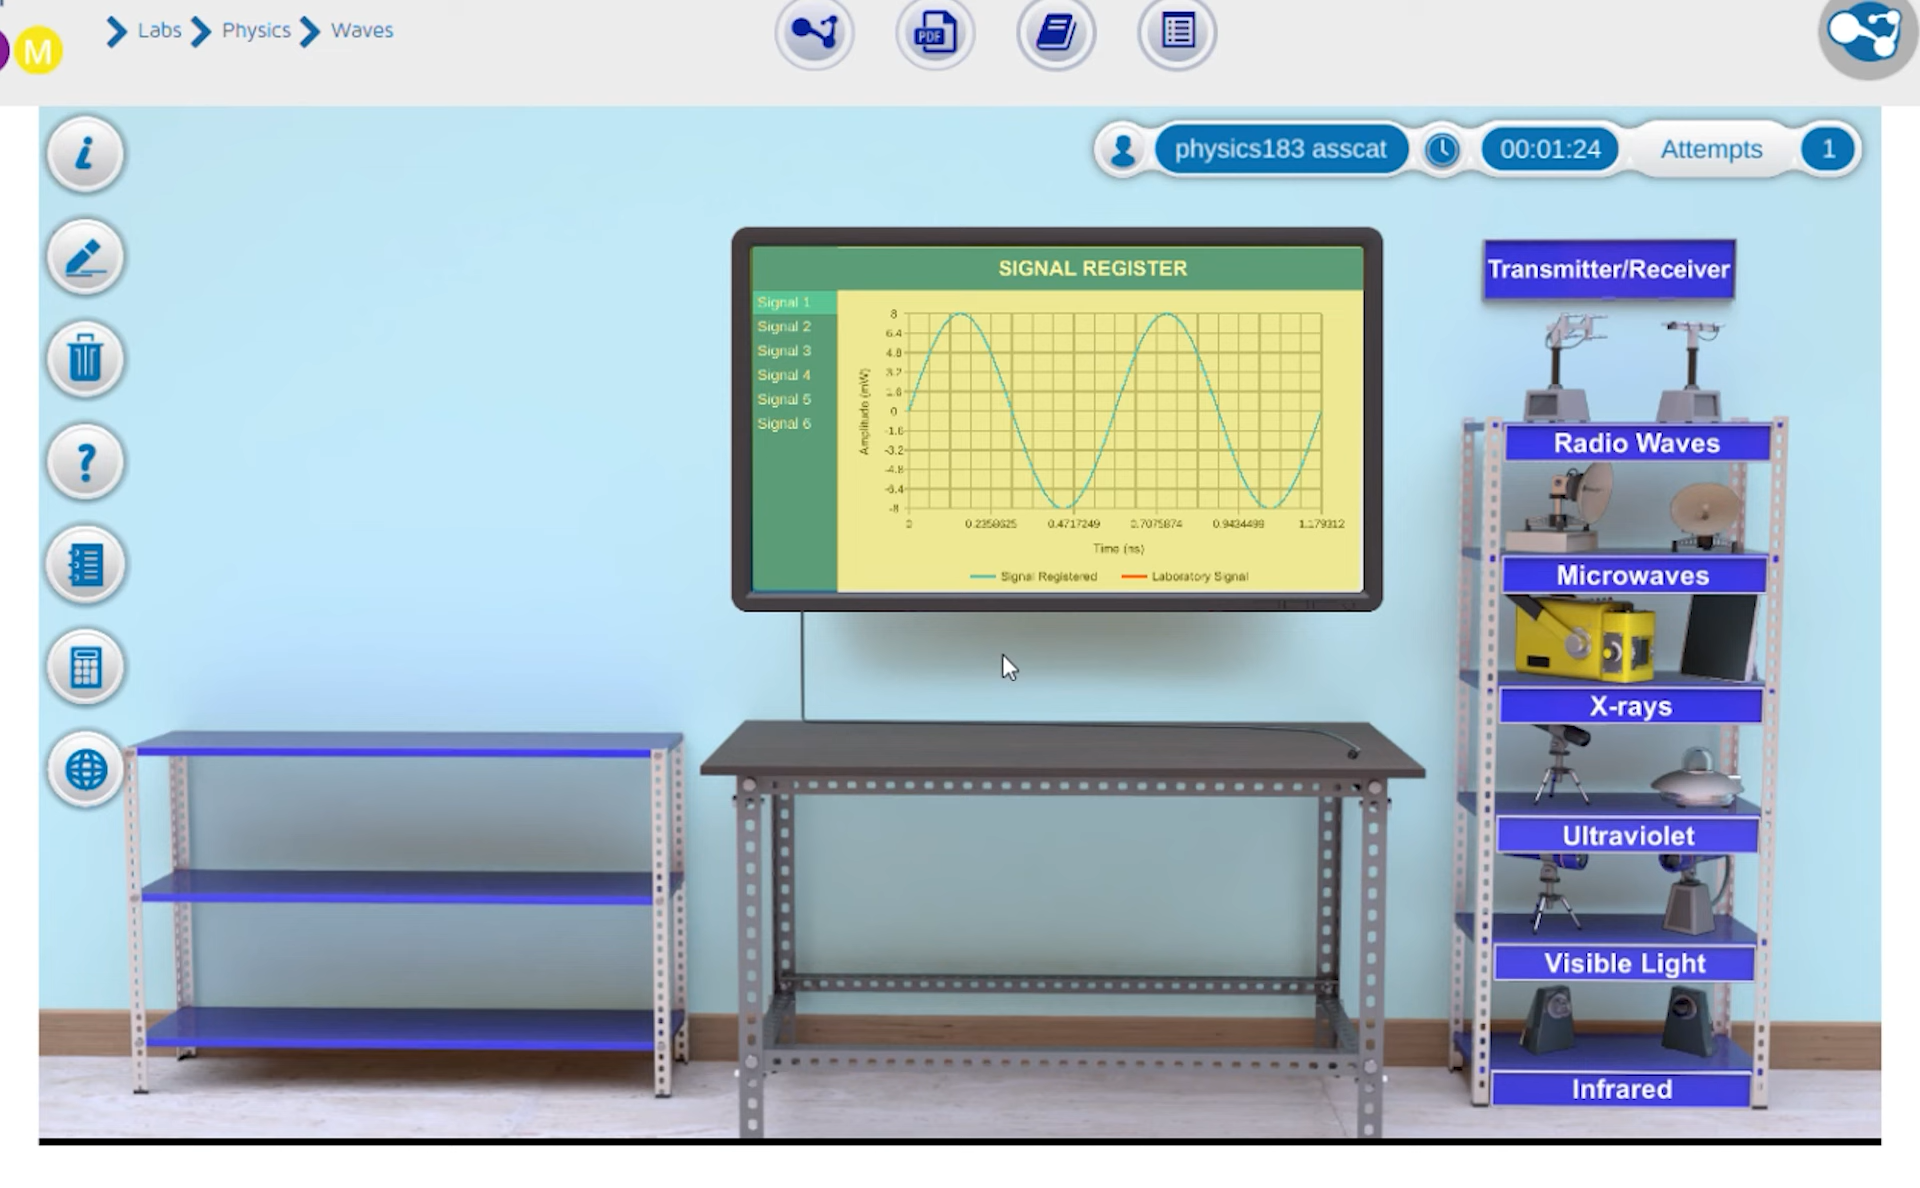 M
Labs
Physics
Waves
PDF
i
physics183 asscat
00:01:24
Attempts
1
SIGNAL REGISTER
Signal 1
Signal 2
Signal 3
Signal 4
Signal 5
Signal 6
8
6.4
4.8
0
-1.6
-3.2
-4.8
-6.4
-8
Amplitude (mW)
0
0.2358625
0.4717249
0.7075874
0.9434499
1.179312
Time (ns)
Signal Registered
Laboratory Signal
?
Transmitter/Receiver
Radio Waves
Microwaves
X-rays
Ultraviolet
Visible Light
Infrared